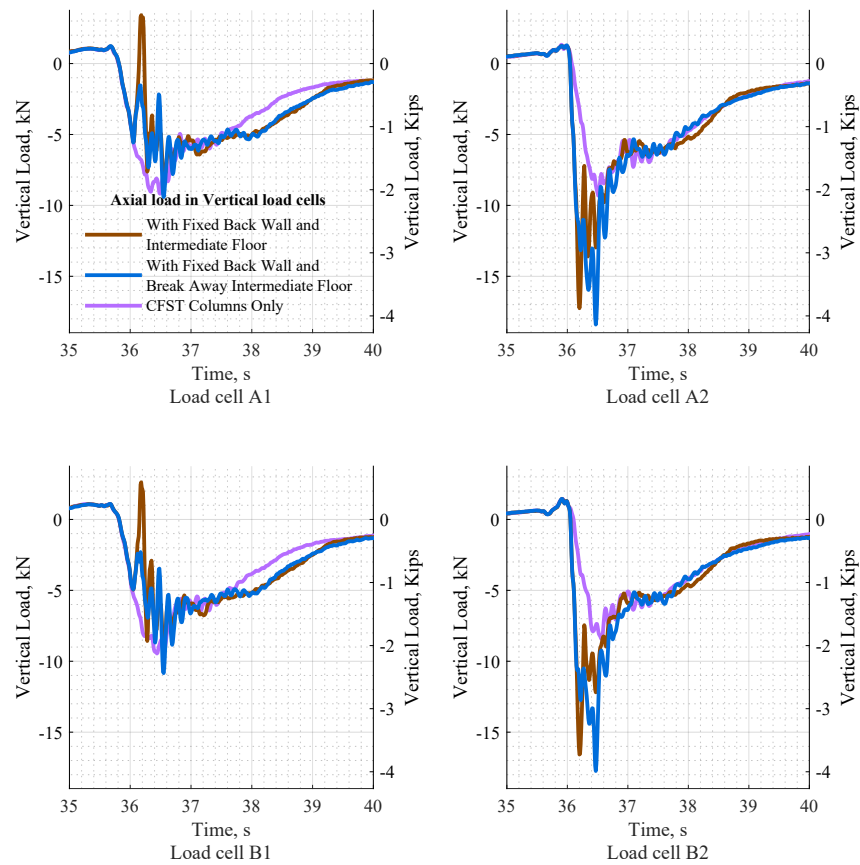 0
-5
-10
-15
Vertical Load, kN
0
-1
-2
-3
-4
Vertical Load, Kips
Axial load in Vertical load cells
With Fixed Back Wall and
Intermediate Floor
With Fixed Back Wall and
Break Away Intermediate Floor
CFST Columns Only
35 36 37 38 39 40
Time, s
Load cell A1
0
-5
-10
-15
Vertical Load, kN
0
-1
-2
-3
-4
Vertical Load, Kips
35 36 37 38 39 40
Time, s
Load cell A2
0
-5
-10
-15
Vertical Load, kN
0
-1
-2
-3
-4
Vertical Load, Kips
35 36 37 38 39 40
Time, s
Load cell B1
0
-5
-10
-15
Vertical Load, kN
0
-1
-2
-3
-4
Vertical Load, Kips
35 36 37 38 39 40
Time, s
Load cell B2